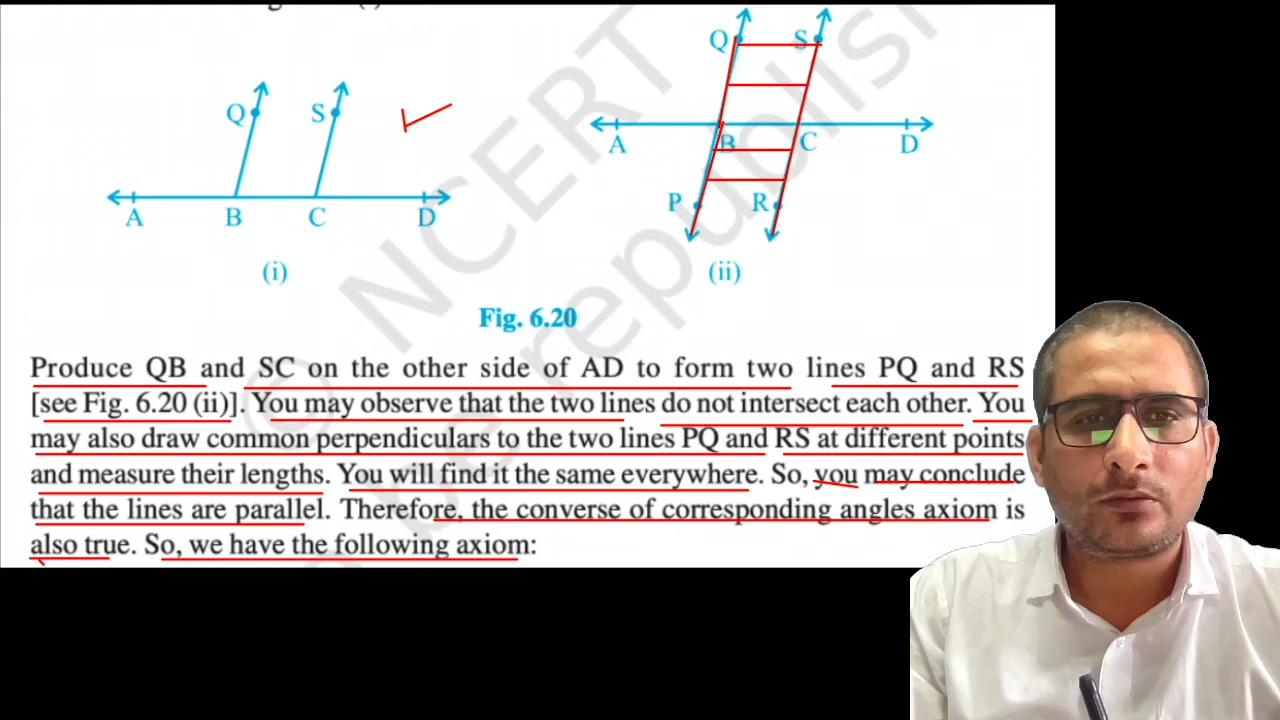 Q
S
A
B
C
D
(i)
Q
S
A
B
C
D
P
R
(ii)
© NCERT
be republis
Fig. 6.20
Produce QB and SC on the other side of AD to form two lines PQ and RS
[see Fig. 6.20 (ii)]. You may observe that the two lines do not intersect each other. You
may also draw common perpendiculars to the two lines PQ and RS at different points
and measure their lengths. You will find it the same everywhere. So, you may conclude
that the lines are parallel. Therefore, the converse of corresponding angles axiom is
also true. So, we have the following axiom: